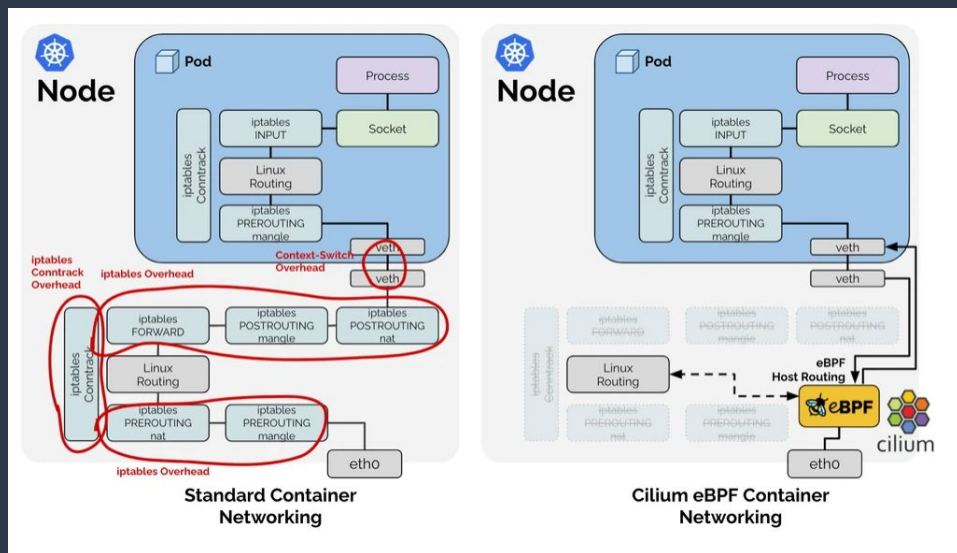 Node
Pod
Process
iptables
INPUT
Socket
iptables
Conntrack
Linux
Routing
iptables
PREROUTING
mangle
veth
Context-Switch
Overhead
veth
iptables
Conntrack
Overhead
iptables Overhead
iptables
FORWARD
iptables
POSTROUTING
mangle
iptables
POSTROUTING
nat
iptables
Conntrack
Linux
Routing
iptables
PREROUTING
nat
iptables
PREROUTING
mangle
iptables Overhead
eth0
Standard Container
Networking
Node
Pod
Process
iptables
INPUT
Socket
iptables
Conntrack
Linux
Routing
iptables
PREROUTING
mangle
veth
veth
iptables
Conntrack
iptables
FORWARD
iptables
POSTROUTING
mangle
iptables
POSTROUTING
nat
Linux
Routing
eBPF
Host Routing
eBPF
cilium
iptables
PREROUTING
nat
iptables
PREROUTING
mangle
eth0
Cilium eBPF Container
Networking